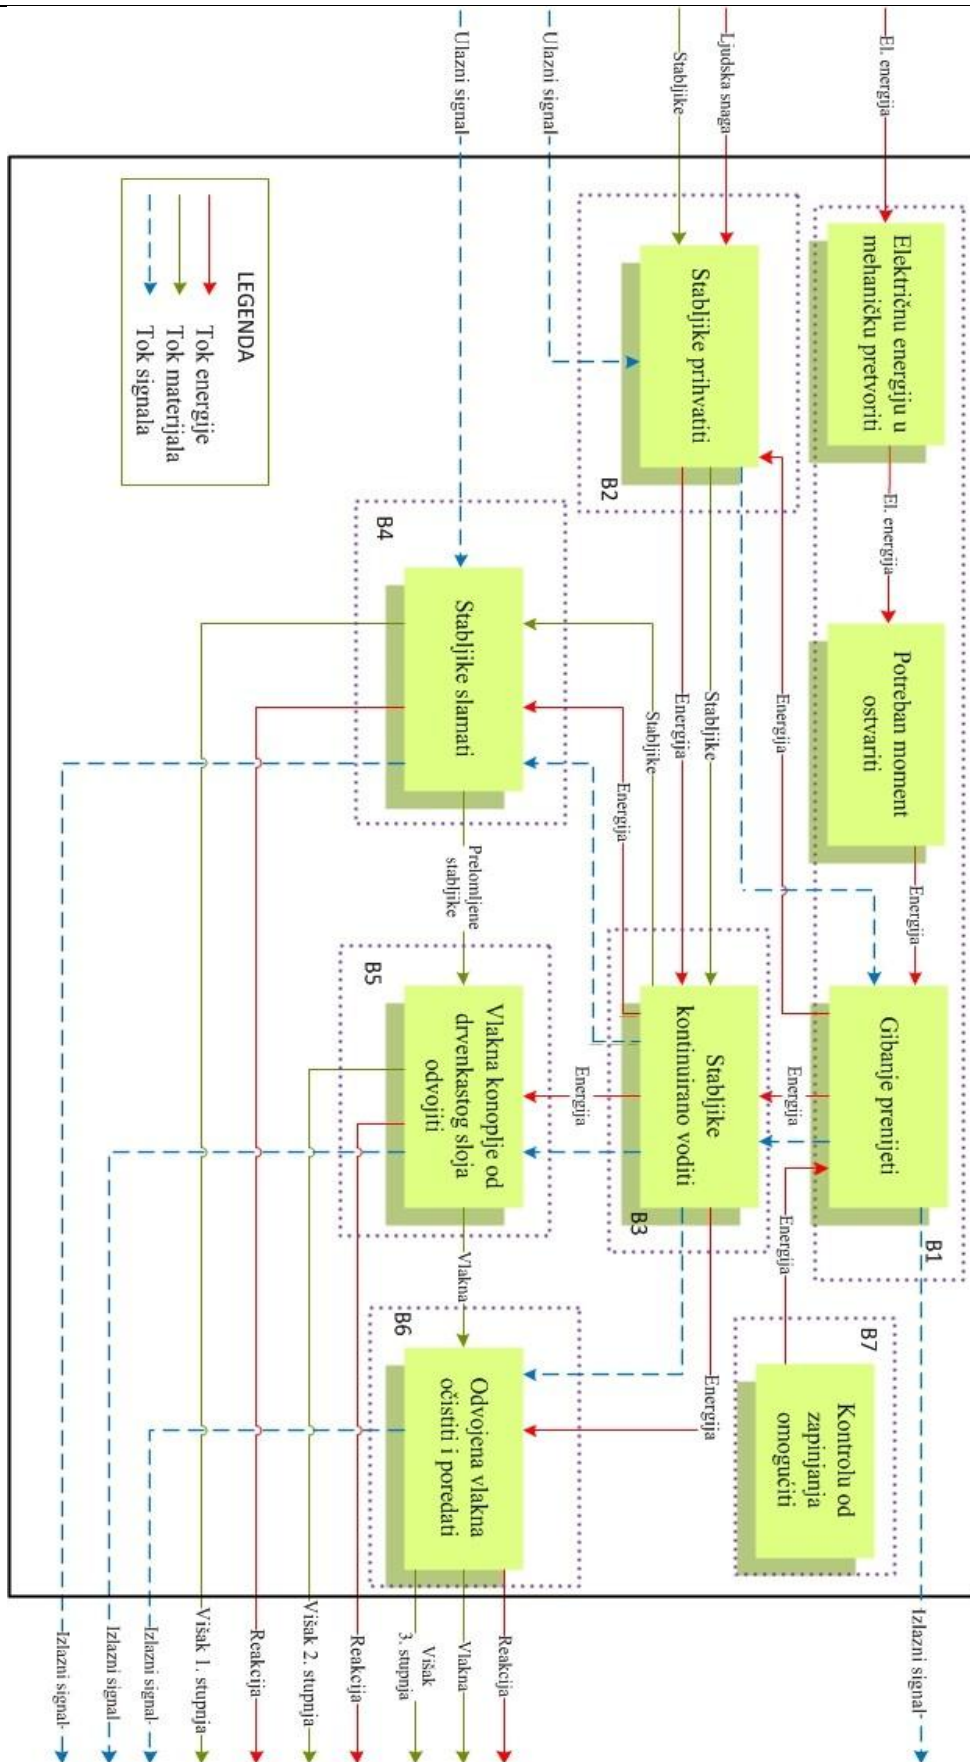 El. energija
Električnu energiju u
mehaničku pretvoriti
El. energija
Potreban moment
ostvariti
Energija
Gibanje prenijeti
B1
Izlazni signal
Energija
Energija
Energija
B7
Kontrolu od
zapinjanja
omogućiti
Ljudska snaga
Stabljike
Ulazni signal
Stabljike prihvatiti
B2
Stabljike
Energija
Stabljike
kontinuirano voditi
B3
Energija
Stabljike
Energija
Energija
Ulazni signal
B4
Stabljike slamati
Prelomljene
stabljike
B5
Vlakna konoplje od
drvenkastog sloja
odvojiti
Vlakna
B6
Odvojena vlakna
očistiti i poredati
Reakcija
Vlakna
Višak
3. stupnja
Reakcija
Višak 2. stupnja
Reakcija
Višak 1. stupnja
Izlazni signal
Izlazni signal
Izlazni signal
LEGENDA
Tok energije
Tok materijala
Tok signala